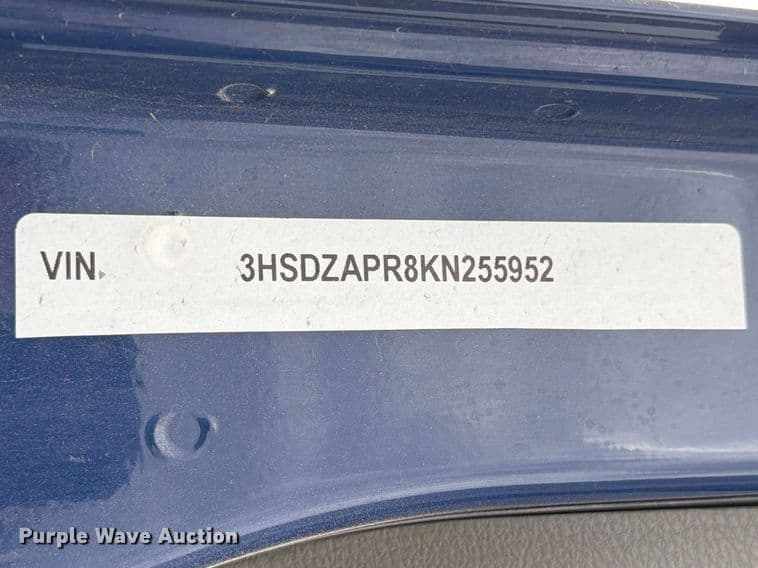 VIN. 3HSDZAPR8KN255952
Purple Wave Auction